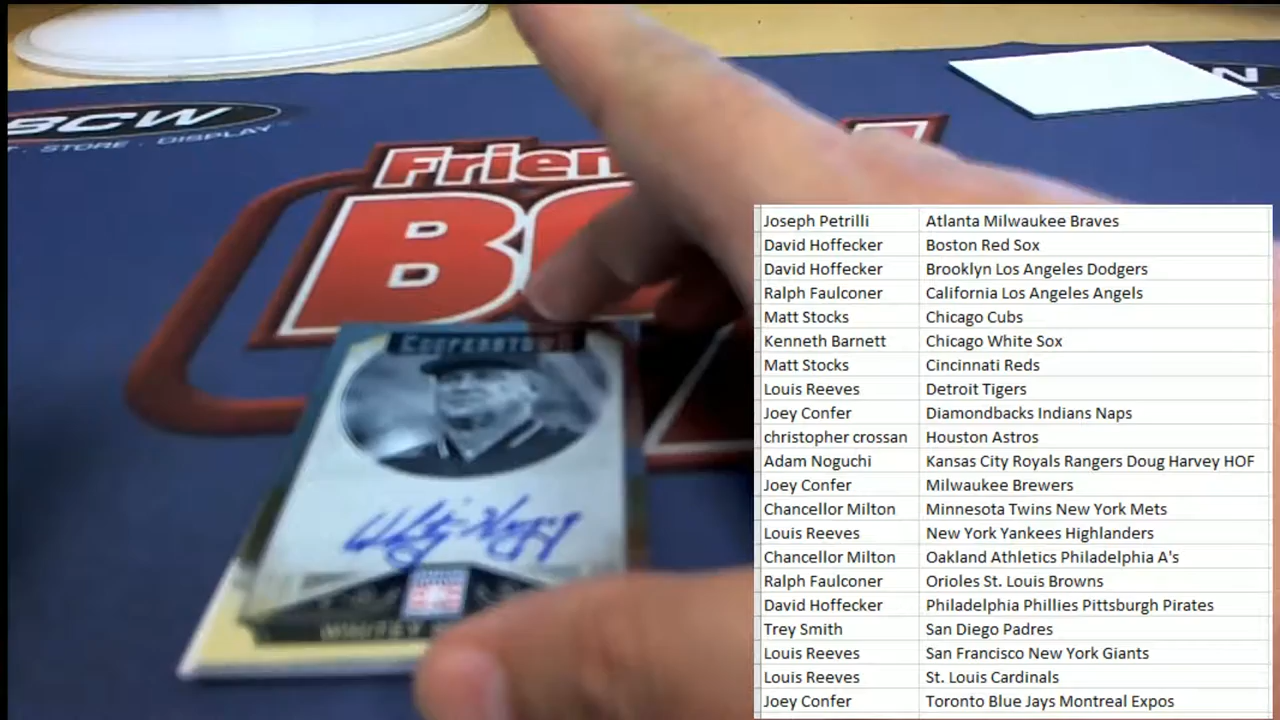 BCW
STORE · DISPLAY
N
Frien
B
COOPERSTOWN
WHITEY
Joseph Petrilli Atlanta Milwaukee Braves
David Hoffecker Boston Red Sox
David Hoffecker Brooklyn Los Angeles Dodgers
Ralph Faulconer California Los Angeles Angels
Matt Stocks Chicago Cubs
Kenneth Barnett Chicago White Sox
Matt Stocks Cincinnati Reds
Louis Reeves Detroit Tigers
Joey Confer Diamondbacks Indians Naps
christopher crossan Houston Astros
Adam Noguchi Kansas City Royals Rangers Doug Harvey HOF
Joey Confer Milwaukee Brewers
Chancellor Milton Minnesota Twins New York Mets
Louis Reeves New York Yankees Highlanders
Chancellor Milton Oakland Athletics Philadelphia A's
Ralph Faulconer Orioles St. Louis Browns
David Hoffecker Philadelphia Phillies Pittsburgh Pirates
Trey Smith San Diego Padres
Louis Reeves San Francisco New York Giants
Louis Reeves St. Louis Cardinals
Joey Confer Toronto Blue Jays Montreal Expos